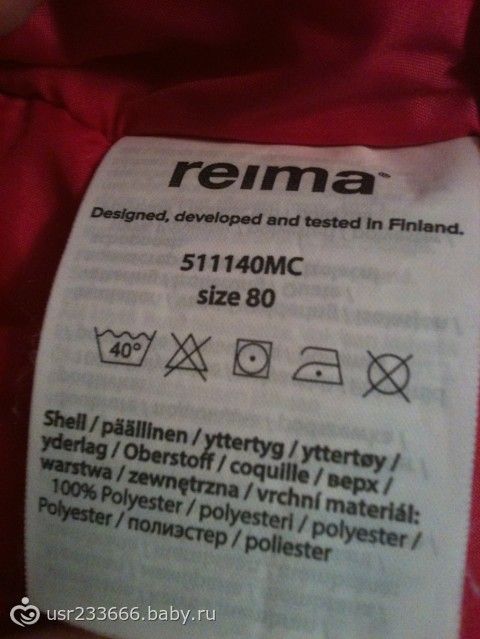 reima®
Designed, developed and tested in Finland.
511140MC
size 80
40°
Shell / päällinen / yttertyg / yttertøy /
yderlag / Oberstoff / coquille / верх /
warstwa / zewnętrzna / vrchní materiál:
100% Polyester / polyesteri / polyester /
Polyester / полиэстер / poliester
usr233666.baby.ru